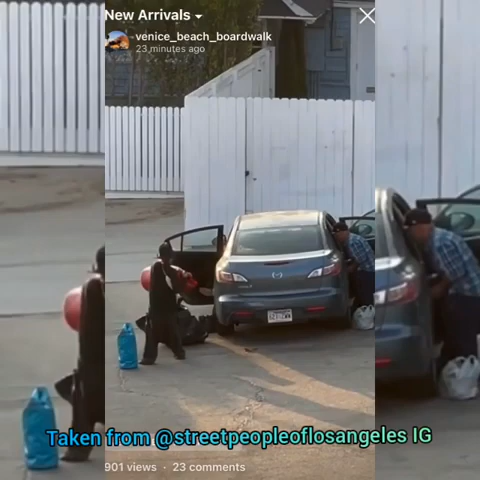 New Arrivals
venice_beach_boardwalk
23 minutes ago
Taken from @streetpeopleoflosangeles IG
901 views · 23 comments